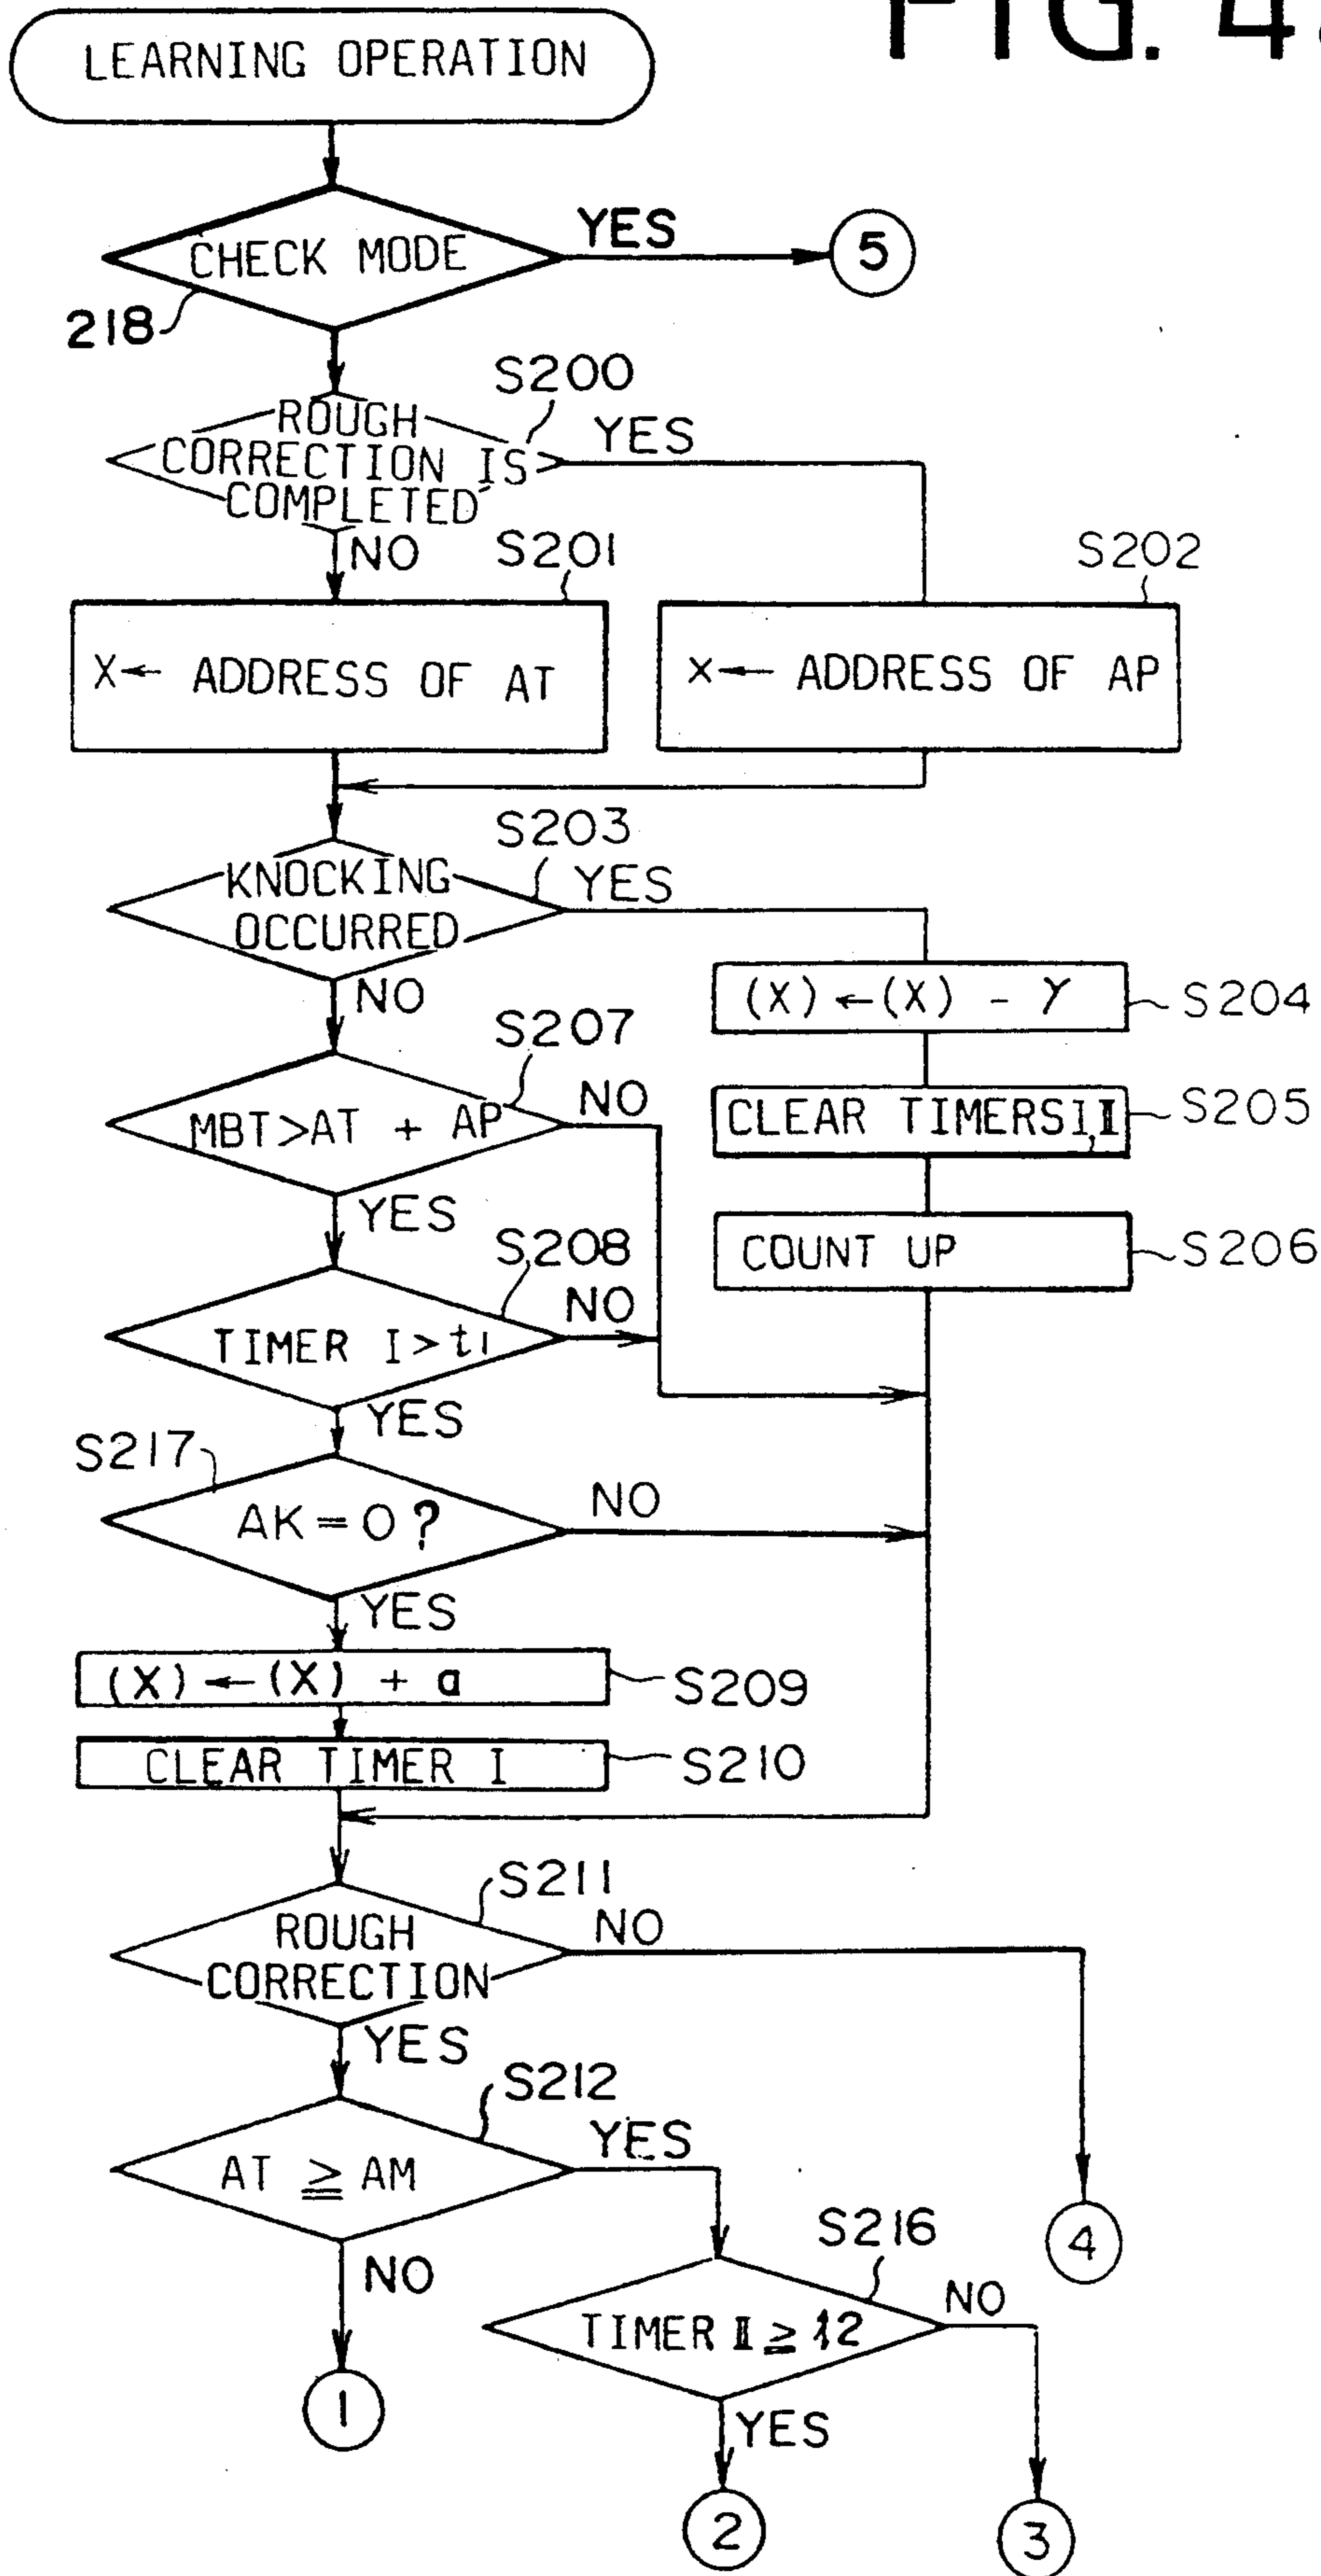 FIG. 4
LEARNING OPERATION
CHECK MODE
YES
5
218
S200
ROUGH
CORRECTION IS
COMPLETED
YES
NO
S201
S202
X← ADDRESS OF AT
X← ADDRESS OF AP
S203
KNOCKING
OCCURRED
YES
NO
(X)←(X) - γ
S204
S207
MBT>AT + AP
NO
CLEAR TIMERS I,II
S205
YES
S208
COUNT UP
S206
TIMER I>t1
NO
YES
S217
AK=0?
NO
YES
(X)←(X) + a
S209
CLEAR TIMER I
S210
S211
ROUGH
CORRECTION
NO
YES
S212
AT ≧ AM
YES
4
NO
S216
TIMER II ≥ t2
NO
1
YES
2
3